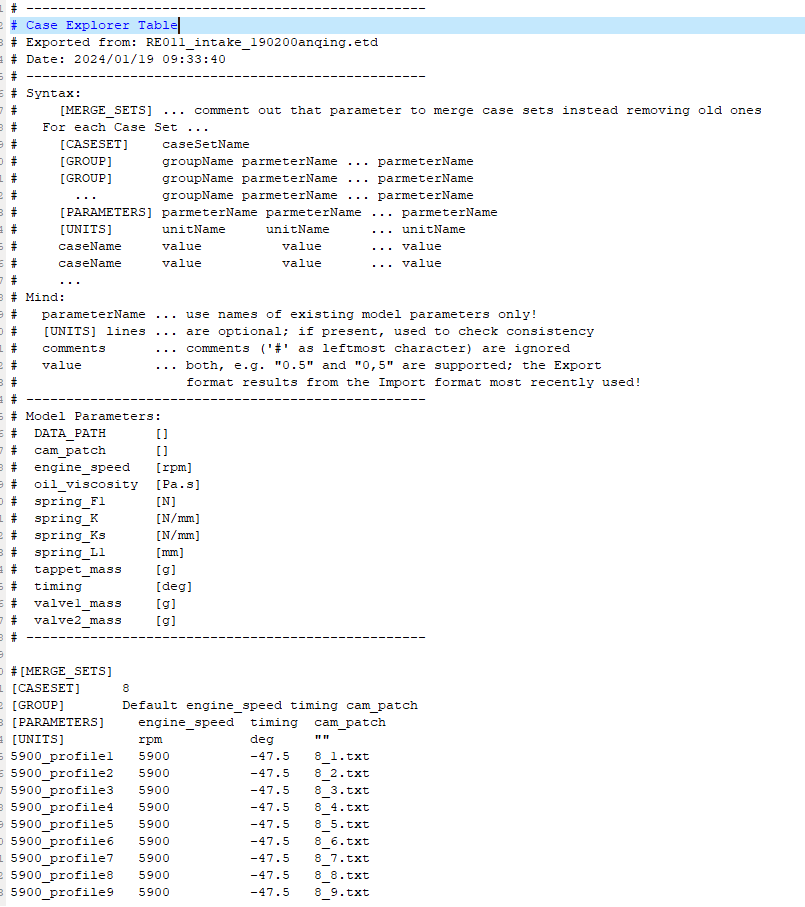 # --------------------------------------------------
# Case Explorer Table
# Exported from: RE011_intake_190200anqing.etd
# Date: 2024/01/19 09:33:40
# --------------------------------------------------
# Syntax:
#     [MERGE_SETS] ... comment out that parameter to merge case sets instead removing old ones
#   For each Case Set ...
#     [CASESET]    caseSetName
#     [GROUP]      groupName parmeterName ... parmeterName
#     [GROUP]      groupName parmeterName ... parmeterName
#       ...        groupName parmeterName ... parmeterName
#     [PARAMETERS] parmeterName parmeterName ... parmeterName
#     [UNITS]      unitName     unitName     ... unitName
#     caseName     value          value      ... value
#     caseName     value          value      ... value
#     ...
# Mind:
#   parameterName ... use names of existing model parameters only!
#   [UNITS] lines ... are optional; if present, used to check consistency
#   comments      ... comments ('#' as leftmost character) are ignored
#   value         ... both, e.g. "0.5" and "0,5" are supported; the Export
#                     format results from the Import format most recently used!
# --------------------------------------------------
# Model Parameters:
#  DATA_PATH      []
#  cam_patch      []
#  engine_speed   [rpm]
#  oil_viscosity  [Pa.s]
#  spring_F1      [N]
#  spring_K       [N/mm]
#  spring_Ks      [N/mm]
#  spring_L1      [mm]
#  tappet_mass    [g]
#  timing         [deg]
#  valve1_mass    [g]
#  valve2_mass    [g]
# --------------------------------------------------
#[MERGE_SETS]
[CASESET]     8
[GROUP]       Default engine_speed timing cam_patch
[PARAMETERS]    engine_speed  timing  cam_patch
[UNITS]         rpm           deg     ""
5900_profile1   5900          -47.5   8_1.txt
5900_profile2   5900          -47.5   8_2.txt
5900_profile3   5900          -47.5   8_3.txt
5900_profile4   5900          -47.5   8_4.txt
5900_profile5   5900          -47.5   8_5.txt
5900_profile6   5900          -47.5   8_6.txt
5900_profile7   5900          -47.5   8_7.txt
5900_profile8   5900          -47.5   8_8.txt
5900_profile9   5900          -47.5   8_9.txt